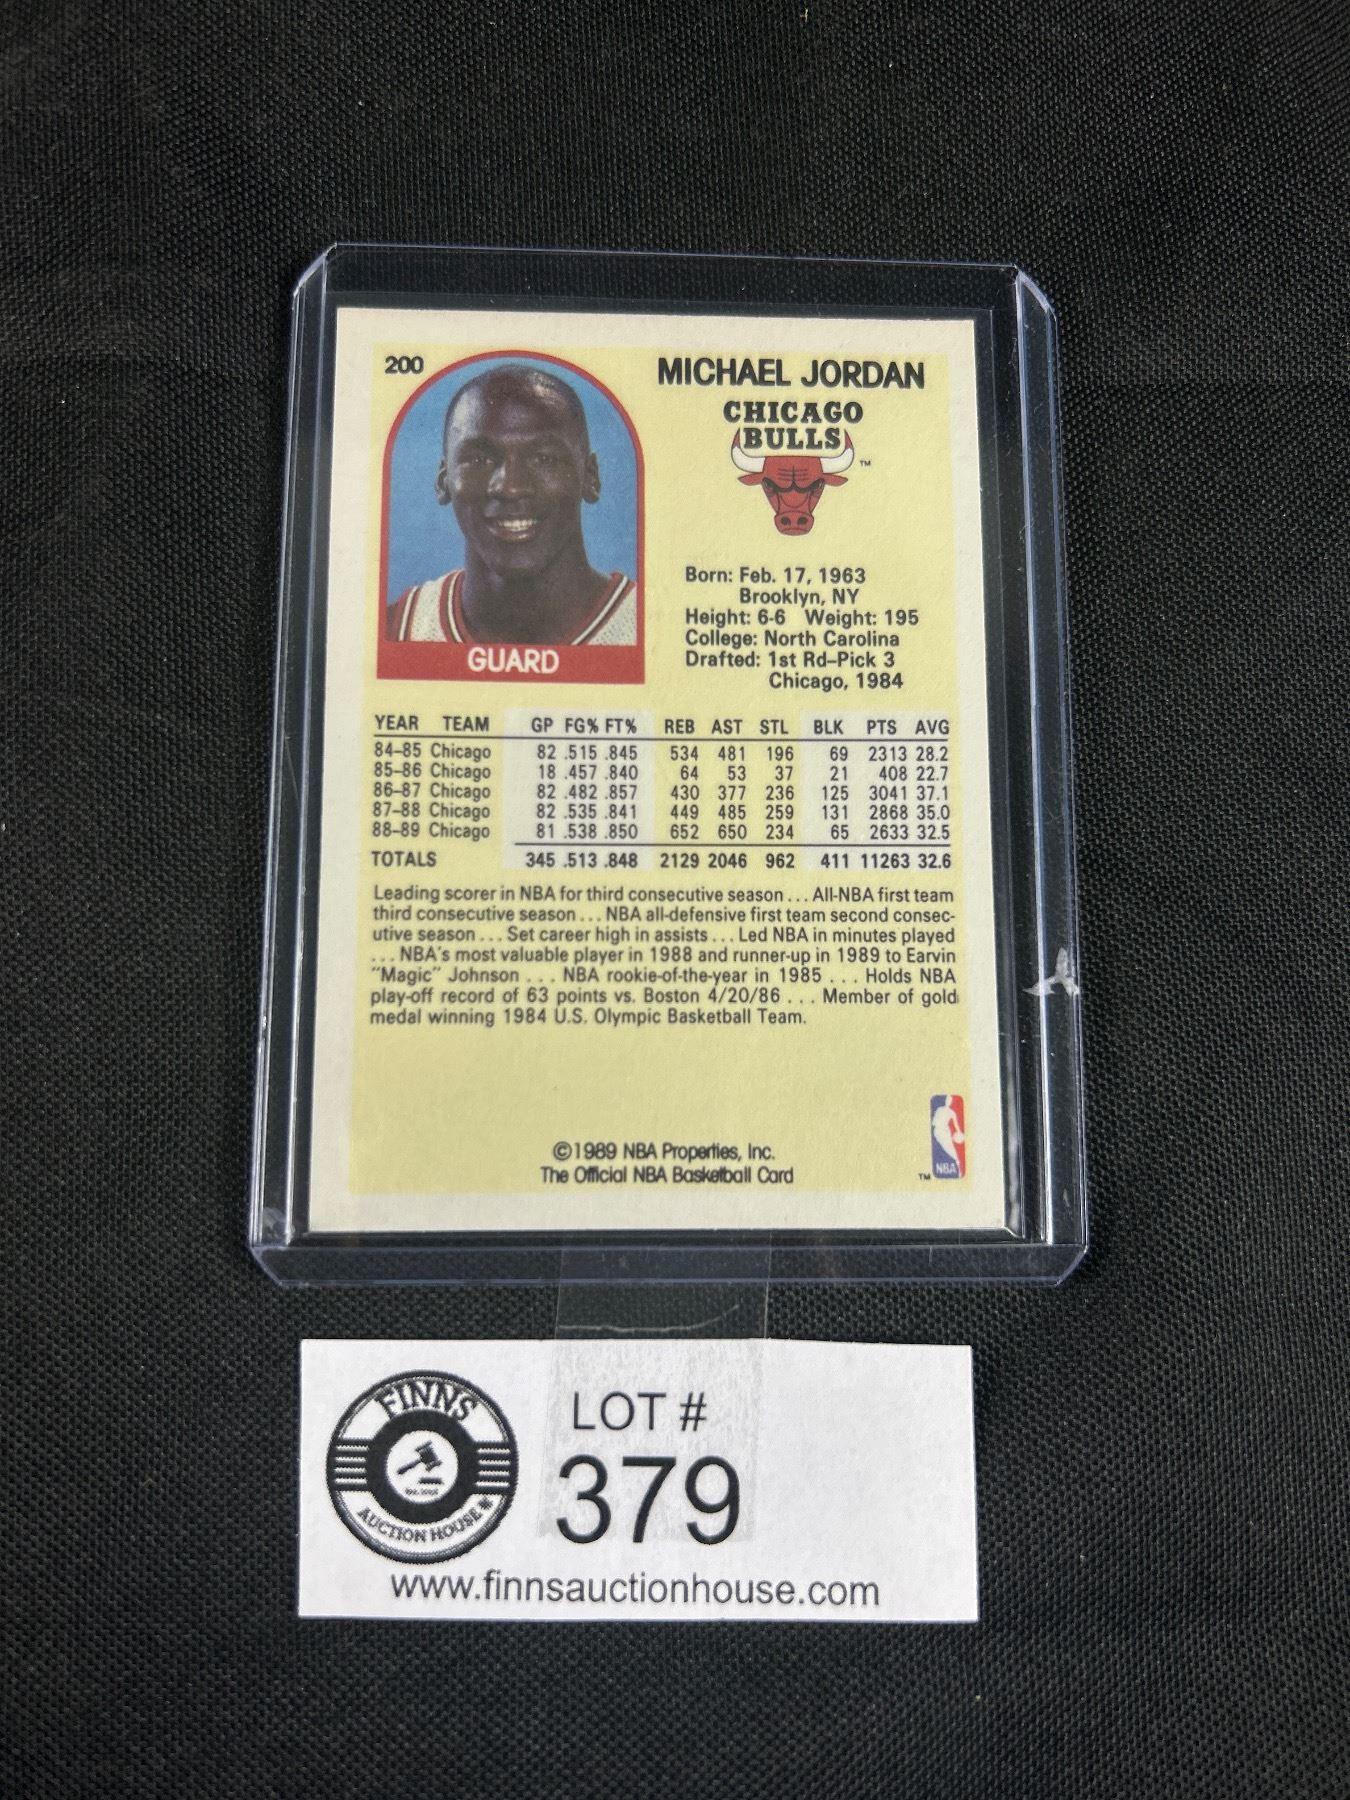 200
MICHAEL JORDAN
CHICAGO
BULLS
™
Born: Feb. 17, 1963
Brooklyn, NY
Height: 6-6 Weight: 195
College: North Carolina
Drafted: 1st Rd–Pick 3
Chicago, 1984
GUARD
YEAR TEAM GP FG% FT% REB AST STL BLK PTS AVG
84–85 Chicago 82 .515 .845 534 481 196 69 2313 28.2
85–86 Chicago 18 .457 .840 64 53 37 21 408 22.7
86–87 Chicago 82 .482 .857 430 377 236 125 3041 37.1
87–88 Chicago 82 .535 .841 449 485 259 131 2868 35.0
88–89 Chicago 81 .538 .850 652 650 234 65 2633 32.5
TOTALS 345 .513 .848 2129 2046 962 411 11263 32.6
Leading scorer in NBA for third consecutive season . . . All-NBA first team
third consecutive season . . . NBA all-defensive first team second consec-
utive season . . . Set career high in assists . . . Led NBA in minutes played
. . . NBA's most valuable player in 1988 and runner-up in 1989 to Earvin
"Magic" Johnson . . . NBA rookie-of-the-year in 1985 . . . Holds NBA
play-off record of 63 points vs. Boston 4/20/86 . . . Member of gold
medal winning 1984 U.S. Olympic Basketball Team.
©1989 NBA Properties, Inc.
The Official NBA Basketball Card
™ NBA
FINNS
AUCTION HOUSE
LOT #
379
www.finnsauctionhouse.com